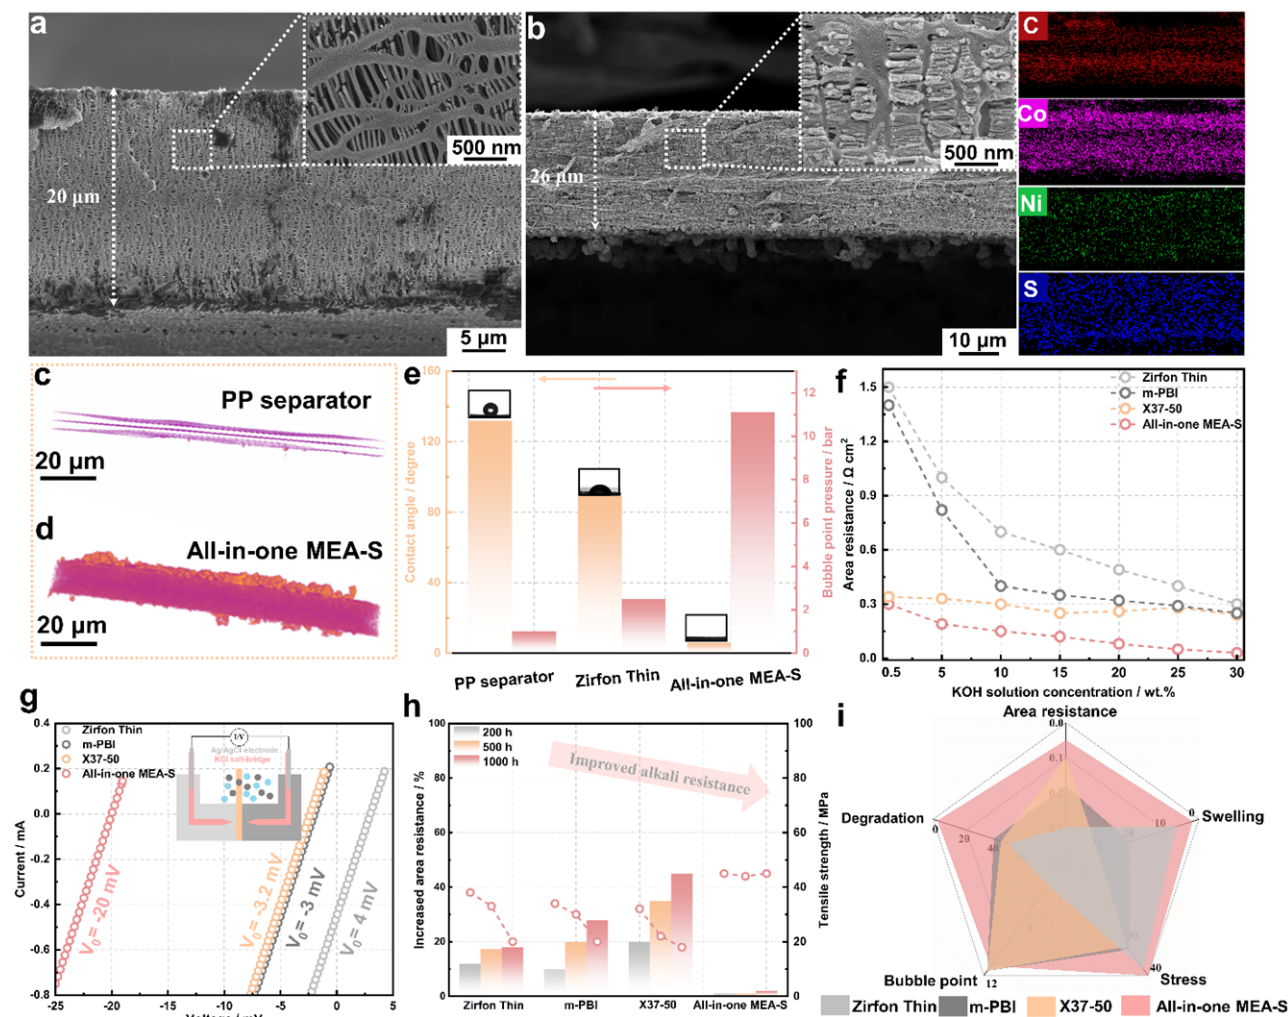 a
20 μm
500 nm
5 μm
b
26 μm
500 nm
10 μm
C
Co
Ni
S
c
PP separator
20 μm
d
All-in-one MEA-S
20 μm
e
160
120
80
40
0
Contact angle / degree
12
10
8
6
4
2
0
Bubble point pressure / bar
PP separator
Zirfon Thin
All-in-one MEA-S
f
Zirfon Thin
m-PBI
X37-50
All-in-one MEA-S
1.5
1.2
0.9
0.6
0.3
0.0
Area resistance / Ω cm²
0.5
5
10
15
20
25
30
KOH solution concentration / wt.%
g
Zirfon Thin
m-PBI
X37-50
All-in-one MEA-S
Ag/AgCl electrode
KCl salt-bridge
0.4
0.2
0.0
-0.2
-0.4
-0.6
-0.8
Current / mA
V₀= -20 mV
V₀= -3.2 mV
V₀= -3 mV
V₀= 4 mV
-25
-20
-15
-10
-5
0
5
Voltage / mV
h
200 h
500 h
1000 h
Improved alkali resistance
100
80
60
40
20
0
Increased area resistance / %
100
80
60
40
20
0
Tensile strength / MPa
Zirfon Thin
m-PBI
X37-50
All-in-one MEA-S
i
Area resistance
0.0
0.1
Swelling
0
10
Stress
40
Bubble point
12
Degradation
0
20
40
Zirfon Thin
m-PBI
X37-50
All-in-one MEA-S